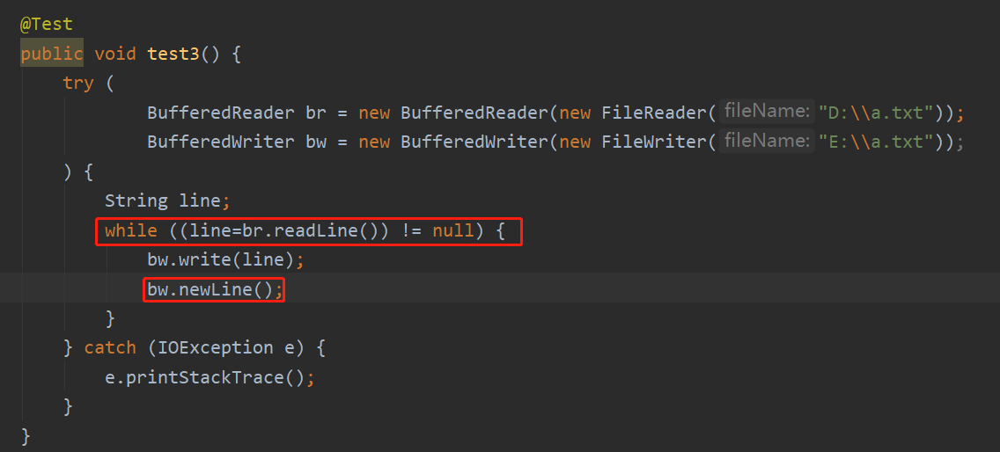 @Test
public void test3() {
try (
BufferedReader br = new BufferedReader(new FileReader( fileName: "D:\\a.txt"));
BufferedWriter bw = new BufferedWriter(new FileWriter( fileName: "E:\\a.txt"));
) {
String line;
while ((line=br.readLine()) != null) {
bw.write(line);
bw.newLine();
}
} catch (IOException e) {
e.printStackTrace();
}
}